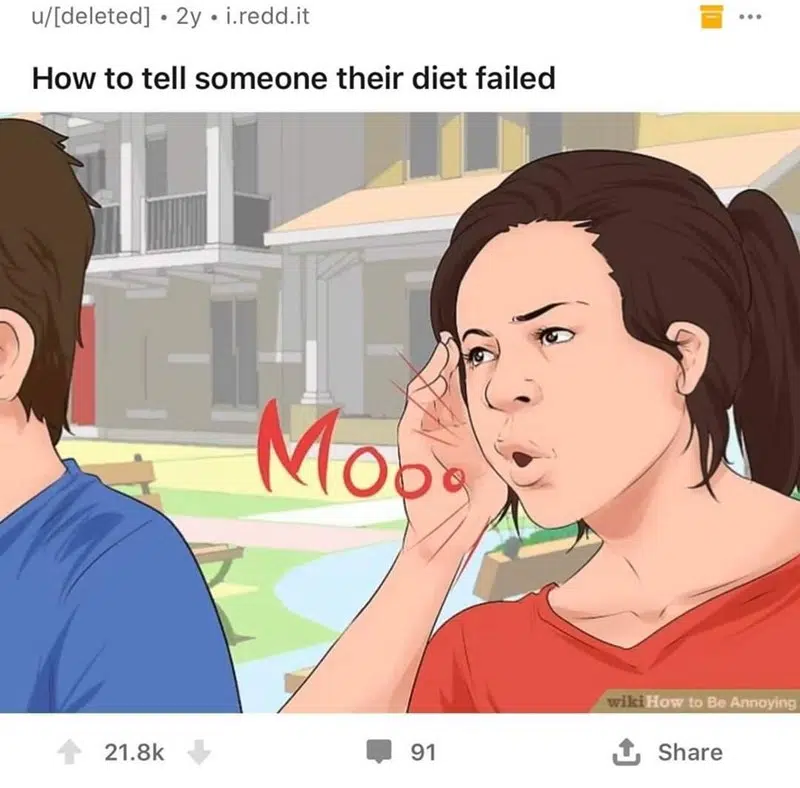 u/[deleted] • 2y • i.redd.it
How to tell someone their diet failed
Mooo
wikiHow to Be Annoying
21.8k
91
Share